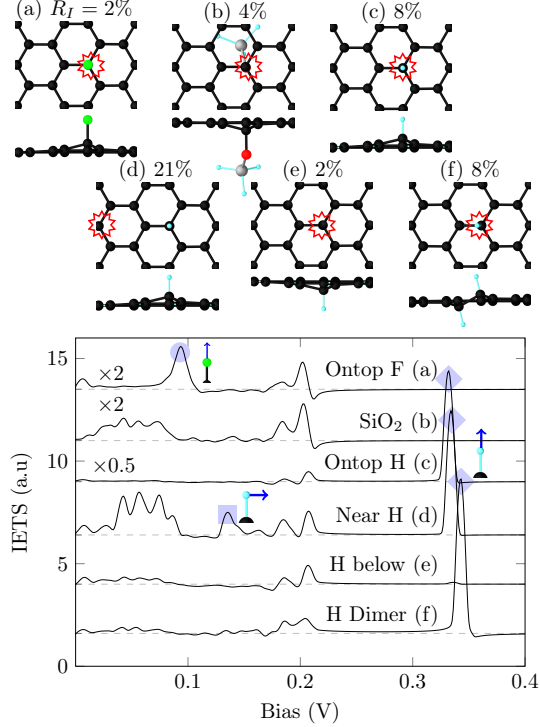 (a) R_I = 2%
(b) 4%
(c) 8%
(d) 21%
(e) 2%
(f) 8%
15
×2
Ontop F (a)
×2
SiO₂ (b)
×0.5
Ontop H (c)
10
Near H (d)
5
H below (e)
H Dimer (f)
0
IETS (a.u)
0.1
0.2
0.3
0.4
Bias (V)